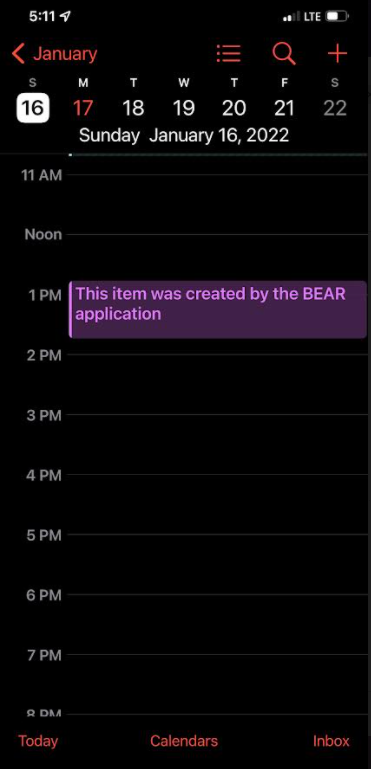 5:11 LTE
January
S M T W T F S
16 17 18 19 20 21 22
Sunday January 16, 2022
11 AM
Noon
1 PM This item was created by the BEAR
application
2 PM
3 PM
4 PM
5 PM
6 PM
7 PM
8 PM
Today Calendars Inbox